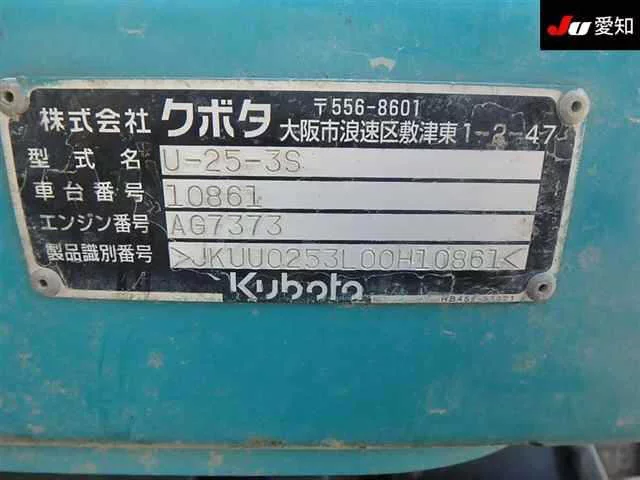 JU 愛知
株式会社 クボタ 〒556-8601
大阪市浪速区敷津東1-2-47
型式名 U-25-3S
車台番号 10861
エンジン番号 AG7373
製品識別番号 >JKUU0253L00H10861<
Kubota